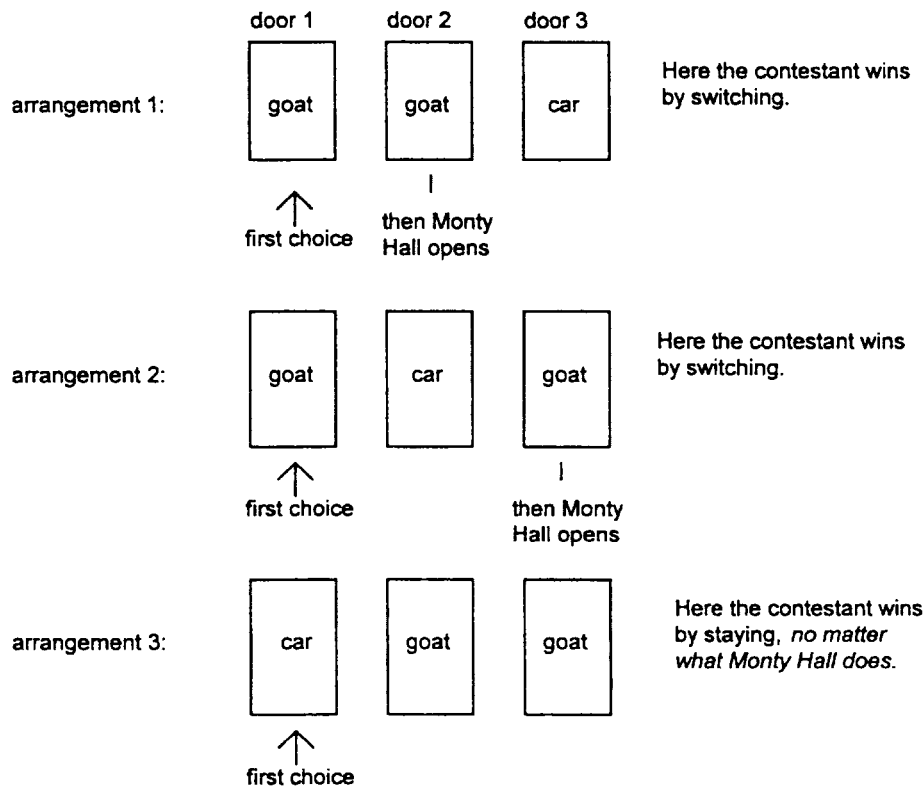 door 1 door 2 door 3
arrangement 1: goat goat car
Here the contestant wins
by switching.
first choice
then Monty
Hall opens
arrangement 2: goat car goat
Here the contestant wins
by switching.
first choice
then Monty
Hall opens
arrangement 3: car goat goat
Here the contestant wins
by staying, no matter
what Monty Hall does.
first choice